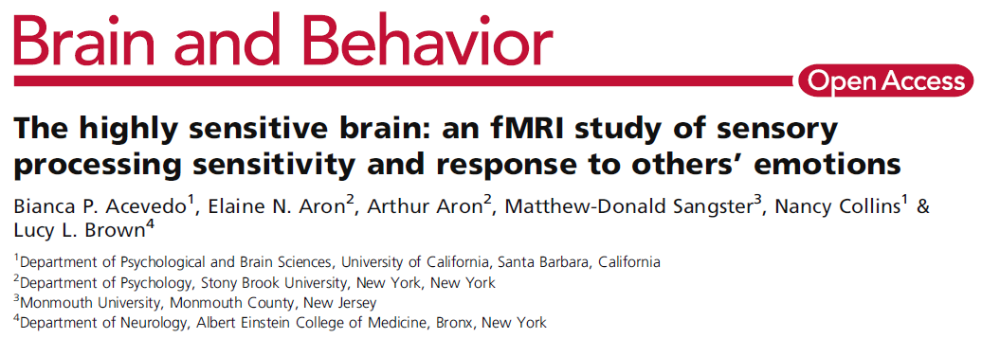 Brain and Behavior
Open Access
The highly sensitive brain: an fMRI study of sensory
processing sensitivity and response to others’ emotions
Bianca P. Acevedo1, Elaine N. Aron2, Arthur Aron2, Matthew-Donald Sangster3, Nancy Collins1 &
Lucy L. Brown4
1Department of Psychological and Brain Sciences, University of California, Santa Barbara, California
2Department of Psychology, Stony Brook University, New York, New York
3Monmouth University, Monmouth County, New Jersey
4Department of Neurology, Albert Einstein College of Medicine, Bronx, New York